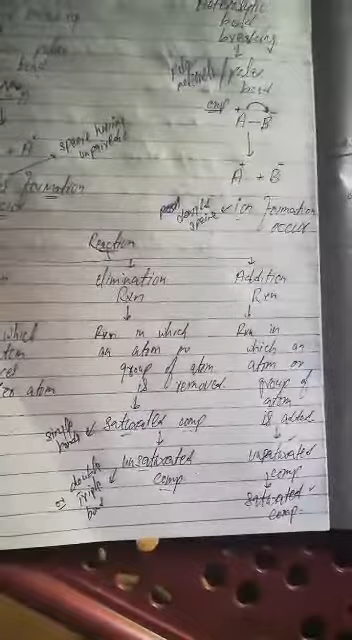 Heterolytic
bond
breaking
polar
bond
polar
bond
comp
A — B
+ A
specie having
unpaired e
A⁺ + B⁻
Formation
ion Formation
occur
Reaction
elimination
Rxn
Addition
Rxn
which
Rxn in which
an atom or
group of atom
is removed
Rxn in
which an
atom or
group of
atom
is added
atom
single
bonds
saturated comp
double
or triple
bond
unsaturated
comp
unsaturated
comp
saturated
comp